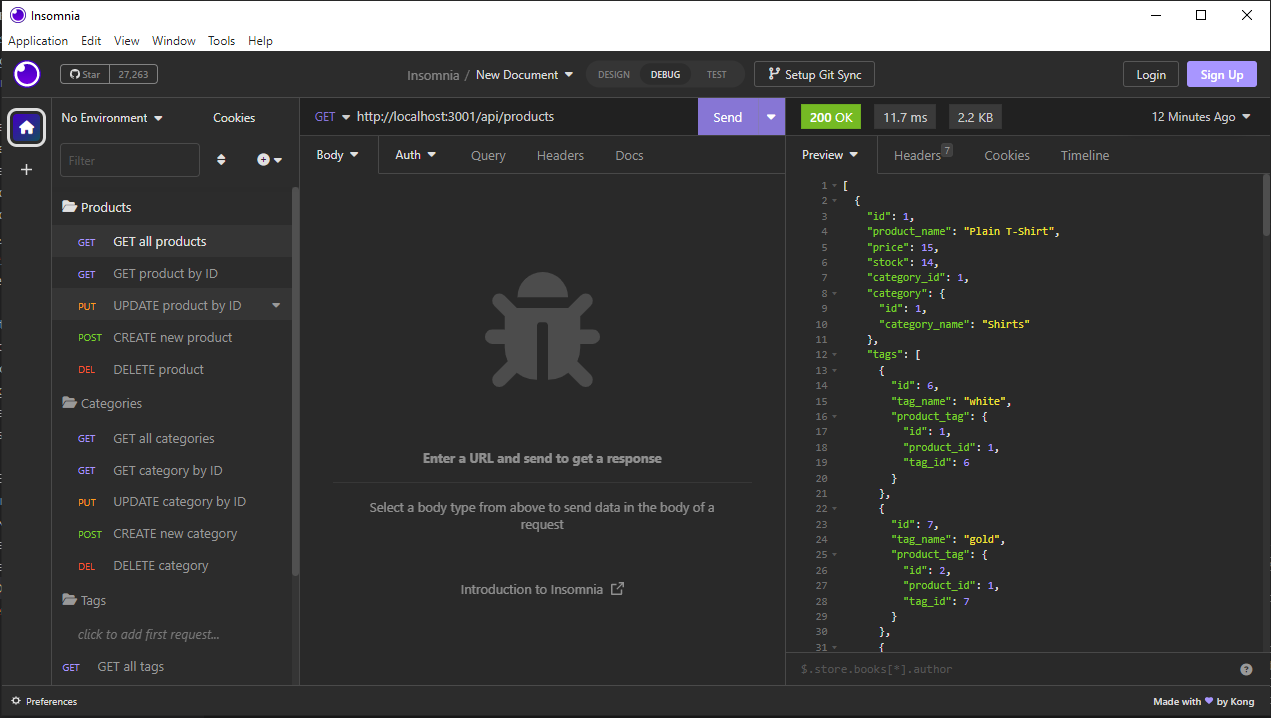 Insomnia
Application Edit View Window Tools Help
Star 27,263
Insomnia / New Document
DESIGN DEBUG TEST
Setup Git Sync
Login
Sign Up
No Environment
Cookies
Filter
Products
GET GET all products
GET GET product by ID
PUT UPDATE product by ID
POST CREATE new product
DEL DELETE product
Categories
GET GET all categories
GET GET category by ID
PUT UPDATE category by ID
POST CREATE new category
DEL DELETE category
Tags
click to add first request...
GET GET all tags
GET http://localhost:3001/api/products
Send
Body Auth Query Headers Docs
Enter a URL and send to get a response
Select a body type from above to send data in the body of a
request
Introduction to Insomnia
200 OK 11.7 ms 2.2 KB 12 Minutes Ago
Preview Headers 7 Cookies Timeline
1 [
2 {
3 "id": 1,
4 "product_name": "Plain T-Shirt",
5 "price": 15,
6 "stock": 14,
7 "category_id": 1,
8 "category": {
9 "id": 1,
10 "category_name": "Shirts"
11 },
12 "tags": [
13 {
14 "id": 6,
15 "tag_name": "white",
16 "product_tag": {
17 "id": 1,
18 "product_id": 1,
19 "tag_id": 6
20 }
21 },
22 {
23 "id": 7,
24 "tag_name": "gold",
25 "product_tag": {
26 "id": 2,
27 "product_id": 1,
28 "tag_id": 7
29 }
30 },
31 {
$.store.books[*].author
Preferences
Made with ♥ by Kong